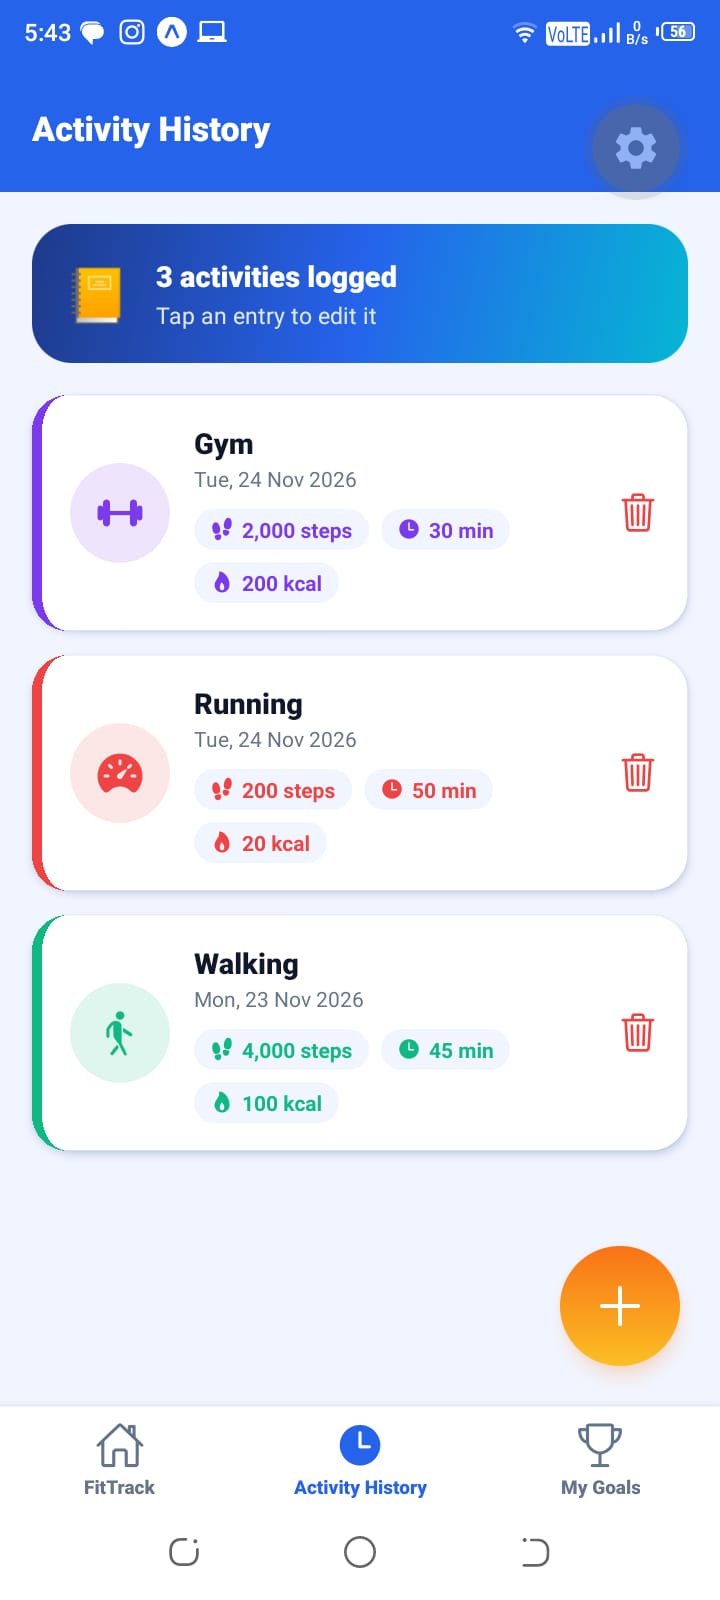 5:43 VoLTE 0 B/s 56
Activity History
3 activities logged
Tap an entry to edit it
Gym
Tue, 24 Nov 2026
2,000 steps 30 min
200 kcal
Running
Tue, 24 Nov 2026
200 steps 50 min
20 kcal
Walking
Mon, 23 Nov 2026
4,000 steps 45 min
100 kcal
FitTrack Activity History My Goals